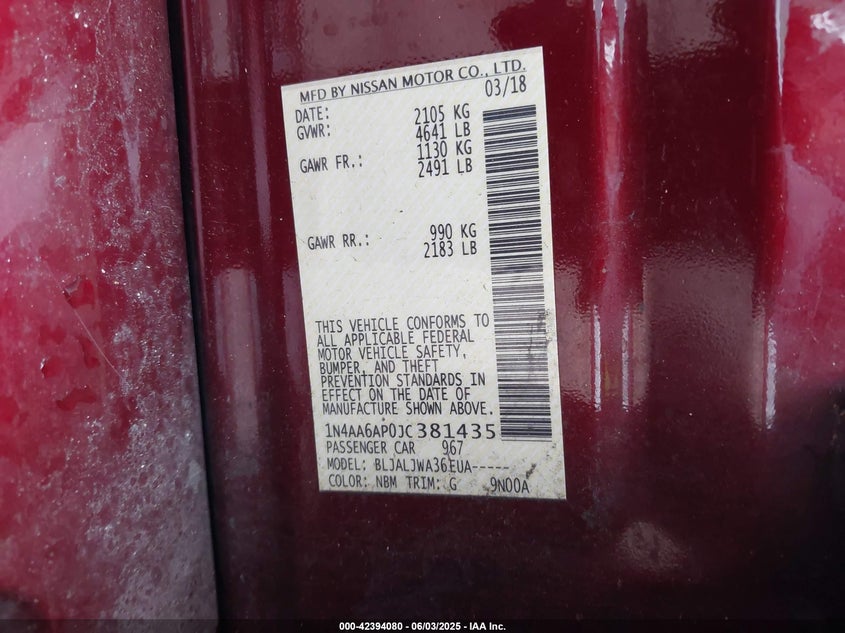 MFD BY NISSAN MOTOR CO., LTD.
DATE: 03/18
GVWR: 2105 KG
4641 LB
GAWR FR.: 1130 KG
2491 LB
GAWR RR.: 990 KG
2183 LB
THIS VEHICLE CONFORMS TO
ALL APPLICABLE FEDERAL
MOTOR VEHICLE SAFETY,
BUMPER, AND THEFT
PREVENTION STANDARDS IN
EFFECT ON THE DATE OF
MANUFACTURE SHOWN ABOVE.
1N4AA6AP0JC381435
PASSENGER CAR 967
MODEL: BLJALJWA36EUA-----
COLOR: NBM TRIM: G 9N00A
000-42394080 - 06/03/2025 - IAA Inc.